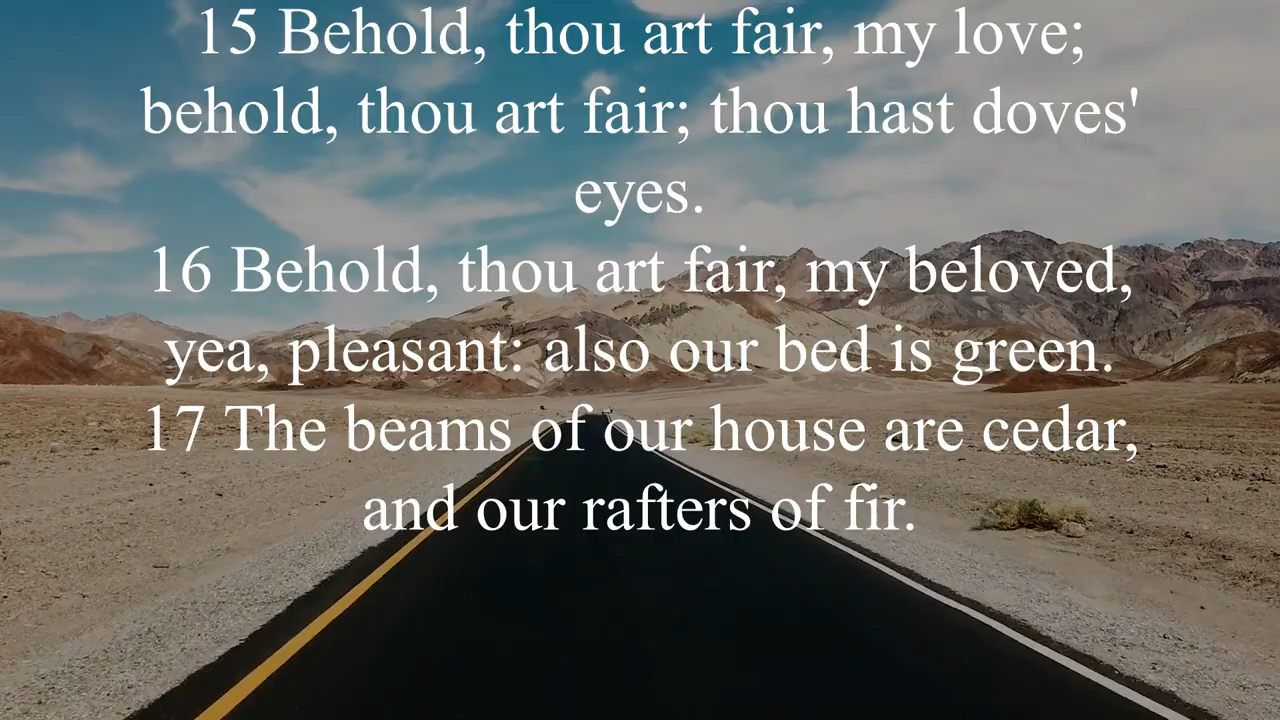 15 Behold, thou art fair, my love;
behold, thou art fair; thou hast doves'
eyes.
16 Behold, thou art fair, my beloved,
yea, pleasant: also our bed is green.
17 The beams of our house are cedar,
and our rafters of fir.